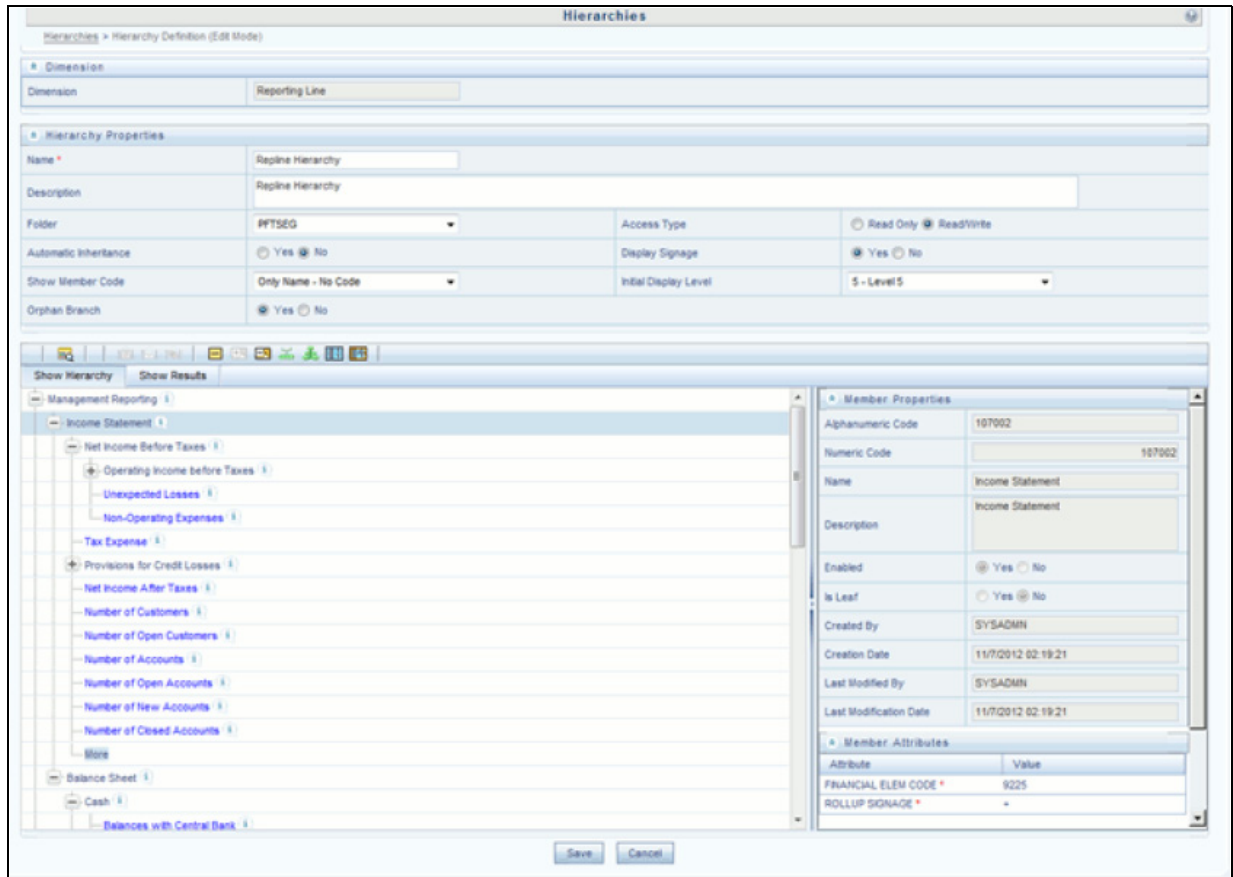 Hierarchies
Hierarchies > Hierarchy Definition (Edit Mode)
Dimension
Dimension Reporting Line
Hierarchy Properties
Name * Repline Hierarchy
Description Repline Hierarchy
Folder PFTSEG Access Type Read Only Read/Write
Automatic Inheritance Yes No Display Signage Yes No
Show Member Code Only Name - No Code Initial Display Level 5 - Level 5
Orphan Branch Yes No
Show Hierarchy Show Results
Management Reporting
Income Statement
Net Income Before Taxes
Operating Income before Taxes
Unexpected Losses
Non-Operating Expenses
Tax Expense
Provisions for Credit Losses
Net Income After Taxes
Number of Customers
Number of Open Customers
Number of Accounts
Number of Open Accounts
Number of New Accounts
Number of Closed Accounts
More
Balance Sheet
Cash
Balances with Central Bank
Member Properties
Alphanumeric Code 107002
Numeric Code 107002
Name Income Statement
Description Income Statement
Enabled Yes No
Is Leaf Yes No
Created By SYSADMN
Creation Date 11/7/2012 02:19:21
Last Modified By SYSADMN
Last Modification Date 11/7/2012 02:19:21
Member Attributes
Attribute Value
FINANCIAL ELEM CODE * 9225
ROLLUP SIGNAGE *
Save Cancel